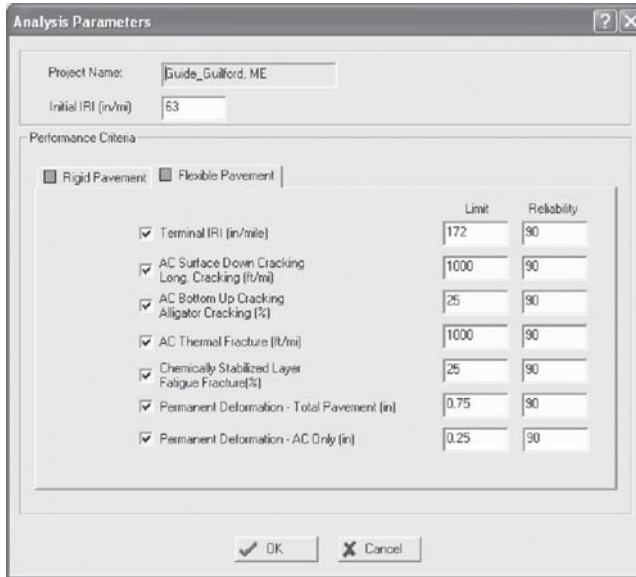 Analysis Parameters
Project Name: Guide_Guilford, ME
Initial IRI (in/mi) 63
Performance Criteria
Rigid Pavement Flexible Pavement
Limit Reliability
Terminal IRI (in/mile) 172 90
AC Surface Down Cracking
Long. Cracking (ft/mi) 1000 90
AC Bottom Up Cracking
Alligator Cracking (%) 25 90
AC Thermal Fracture (ft/mi) 1000 90
Chemically Stabilized Layer
Fatigue Fracture(%) 25 90
Permanent Deformation - Total Pavement (in) 0.75 90
Permanent Deformation - AC Only (in) 0.25 90
OK Cancel